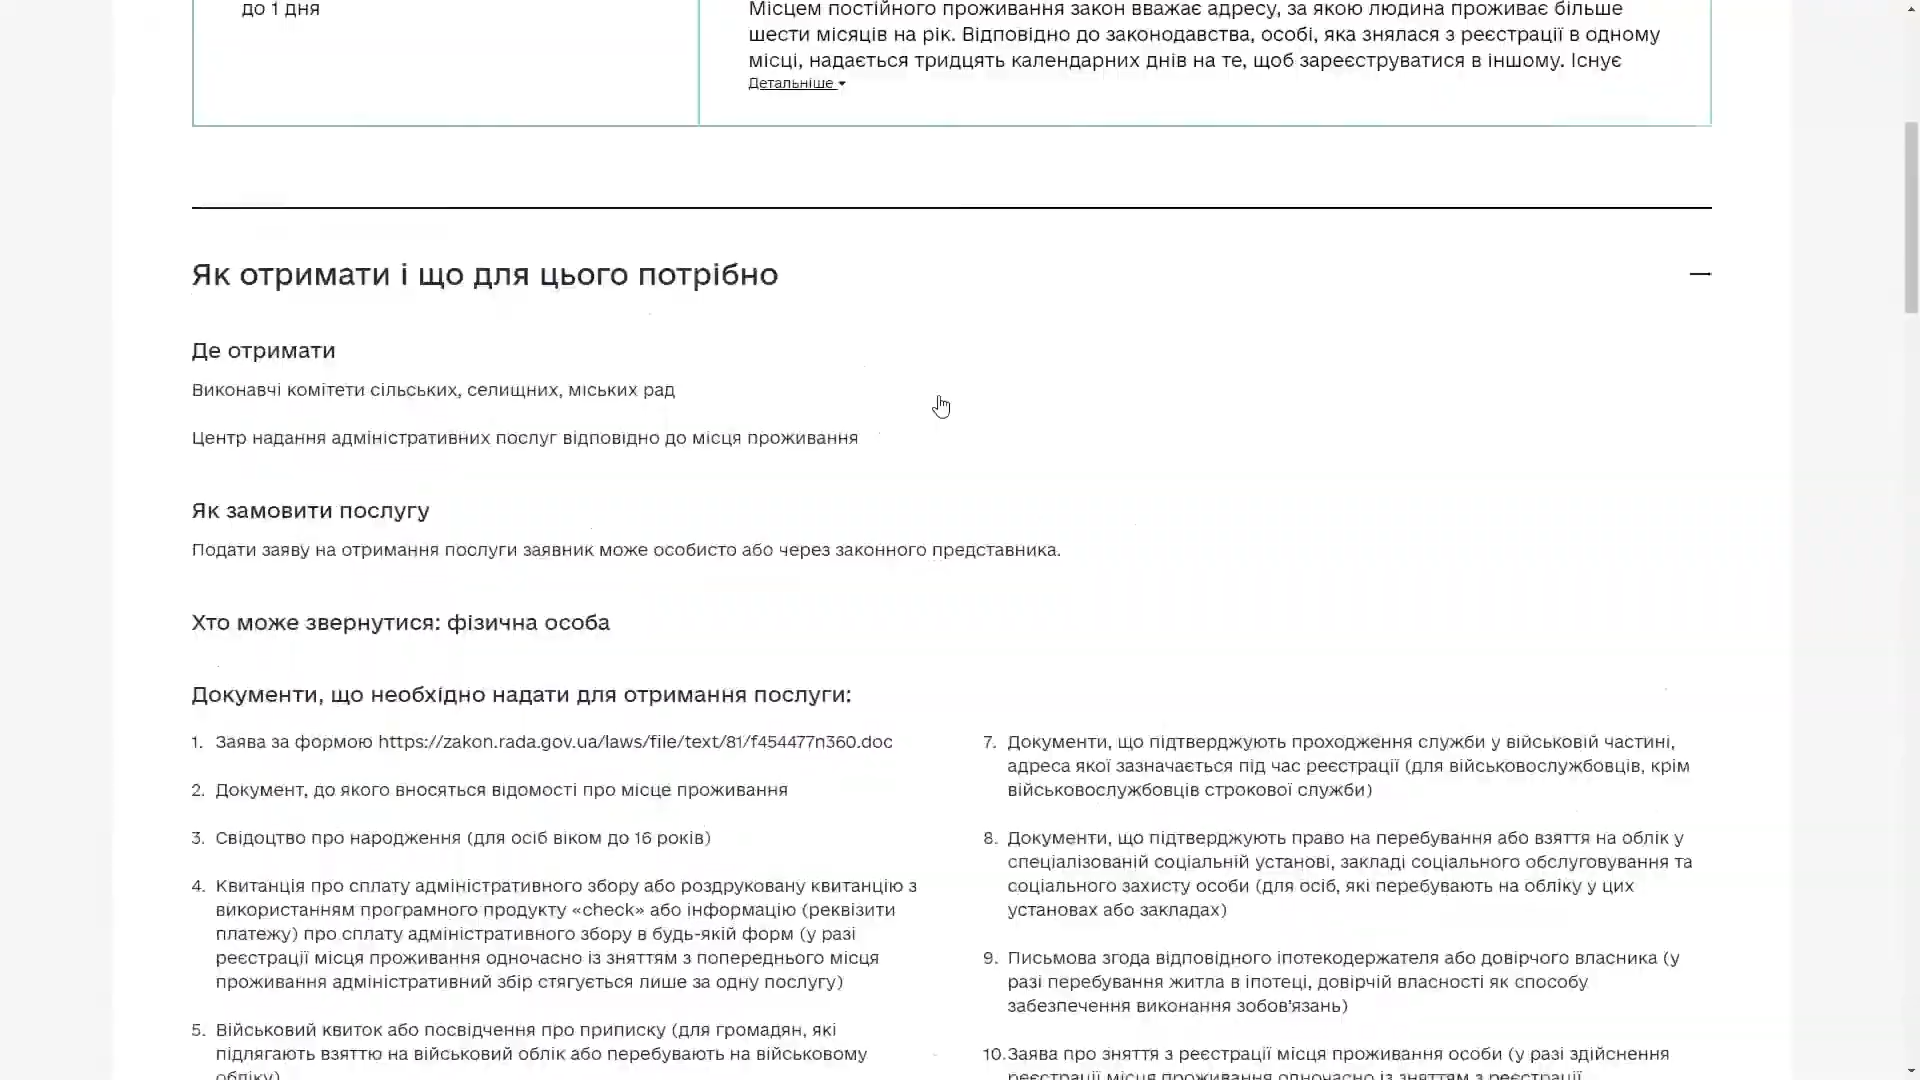 до 1 дня
Місцем постійного проживання закон вважає адресу, за якою людина проживає більше
шести місяців на рік. Відповідно до законодавства, особі, яка знялася з реєстрації в одному
місці, надається тридцять календарних днів на те, щоб зареєструватися в іншому. Існує
Детальніше
Як отримати і що для цього потрібно
Де отримати
Виконавчі комітети сільських, селищних, міських рад
Центр надання адміністративних послуг відповідно до місця проживання
Як замовити послугу
Подати заяву на отримання послуги заявник може особисто або через законного представника.
Хто може звернутися: фізична особа
Документи, що необхідно надати для отримання послуги:
1. Заява за формою https://zakon.rada.gov.ua/laws/file/text/81/f454477n360.doc
2. Документ, до якого вносяться відомості про місце проживання
3. Свідоцтво про народження (для осіб віком до 16 років)
4. Квитанція про сплату адміністративного збору або роздруковану квитанцію з
використанням програмного продукту «check» або інформацію (реквізити
платежу) про сплату адміністративного збору в будь-якій форм (у разі
реєстрації місця проживання одночасно із зняттям з попереднього місця
проживання адміністративний збір стягується лише за одну послугу)
5. Військовий квиток або посвідчення про приписку (для громадян, які
підлягають взяттю на військовий облік або перебувають на військовому
обліку)
7. Документи, що підтверджують проходження служби у військовій частині,
адреса якої зазначається під час реєстрації (для військовослужбовців, крім
військовослужбовців строкової служби)
8. Документи, що підтверджують право на перебування або взяття на облік у
спеціалізованій соціальній установі, закладі соціального обслуговування та
соціального захисту особи (для осіб, які перебувають на обліку у цих
установах або закладах)
9. Письмова згода відповідного іпотекодержателя або довірчого власника (у
разі перебування житла в іпотеці, довірчій власності як способу
забезпечення виконання зобов'язань)
10. Заява про зняття з реєстрації місця проживання особи (у разі здійснення
реєстрації місця проживання одночасно із зняттям з реєстрації